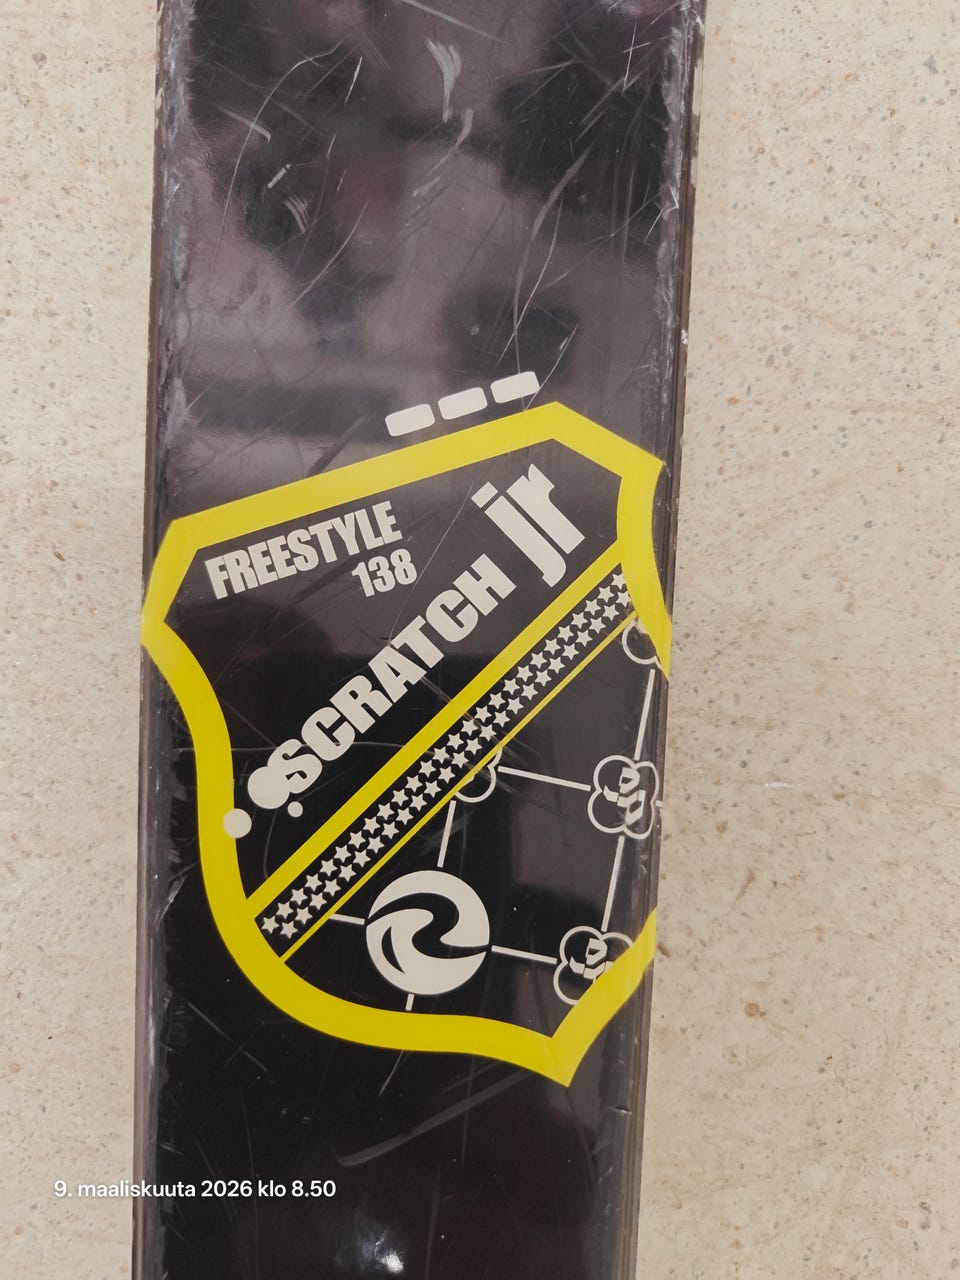 FREESTYLE
138
SCRATCH jr
9. maaliskuuta 2026 klo 8.50